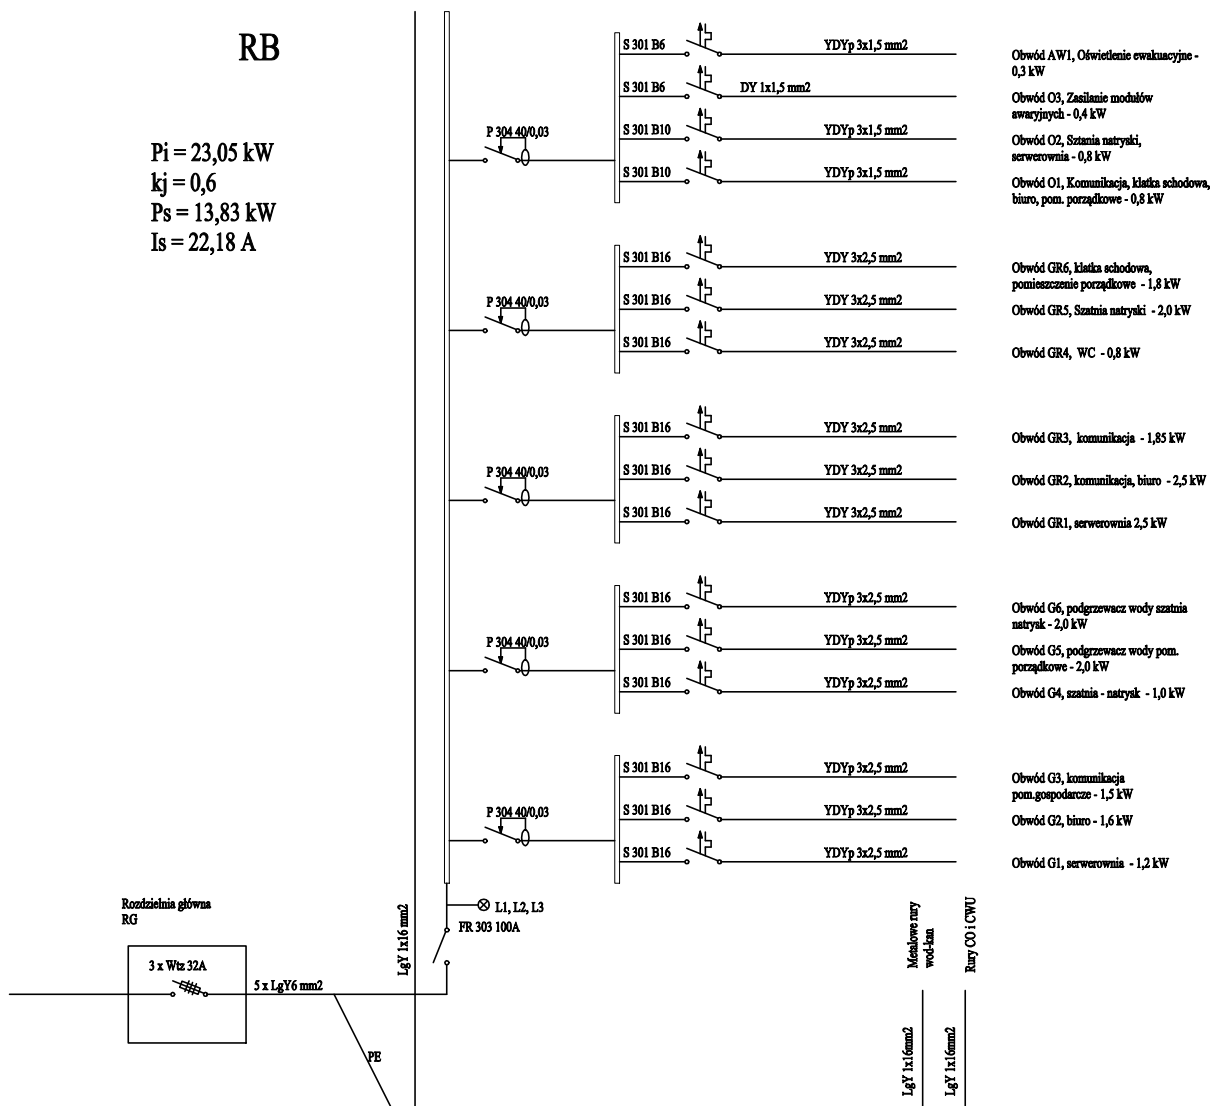 RB
Pi = 23,05 kW
kj = 0,6
Ps = 13,83 kW
Is = 22,18 A
P 304 40/0,03
S 301 B6
YDYp 3x1,5 mm2
Obwód AW1, Oświetlenie ewakuacyjne -
0,3 kW
S 301 B6
DY 1x1,5 mm2
Obwód O3, Zasilanie modułów
awaryjnych - 0,4 kW
S 301 B10
YDYp 3x1,5 mm2
Obwód O2, Sztania natryski,
serwerownia - 0,8 kW
S 301 B10
YDYp 3x1,5 mm2
Obwód O1, Komunikacja, klatka schodowa,
biuro, pom. porządkowe - 0,8 kW
P 304 40/0,03
S 301 B16
YDY 3x2,5 mm2
Obwód GR6, klatka schodowa,
pomieszczenie porządkowe - 1,8 kW
S 301 B16
YDY 3x2,5 mm2
Obwód GR5, Szatnia natryski - 2,0 kW
S 301 B16
YDY 3x2,5 mm2
Obwód GR4, WC - 0,8 kW
P 304 40/0,03
S 301 B16
YDY 3x2,5 mm2
Obwód GR3, komunikacja - 1,85 kW
S 301 B16
YDY 3x2,5 mm2
Obwód GR2, komunikacja, biuro - 2,5 kW
S 301 B16
YDY 3x2,5 mm2
Obwód GR1, serwerownia 2,5 kW
P 304 40/0,03
S 301 B16
YDYp 3x2,5 mm2
Obwód G6, podgrzewacz wody szatnia
natrysk - 2,0 kW
S 301 B16
YDYp 3x2,5 mm2
Obwód G5, podgrzewacz wody pom.
porządkowe - 2,0 kW
S 301 B16
YDYp 3x2,5 mm2
Obwód G4, szatnia - natrysk - 1,0 kW
P 304 40/0,03
S 301 B16
YDYp 3x2,5 mm2
Obwód G3, komunikacja
pom.gospodarcze - 1,5 kW
S 301 B16
YDYp 3x2,5 mm2
Obwód G2, biuro - 1,6 kW
S 301 B16
YDYp 3x2,5 mm2
Obwód G1, serwerownia - 1,2 kW
Rozdzielnia główna
RG
3 x Wtz 32A
5 x LgY6 mm2
PE
LgY 1x16 mm2
L1, L2, L3
FR 303 100A
Metalowe rury
wod-kan
Rury CO i CWU
LgY 1x16mm2
LgY 1x16mm2